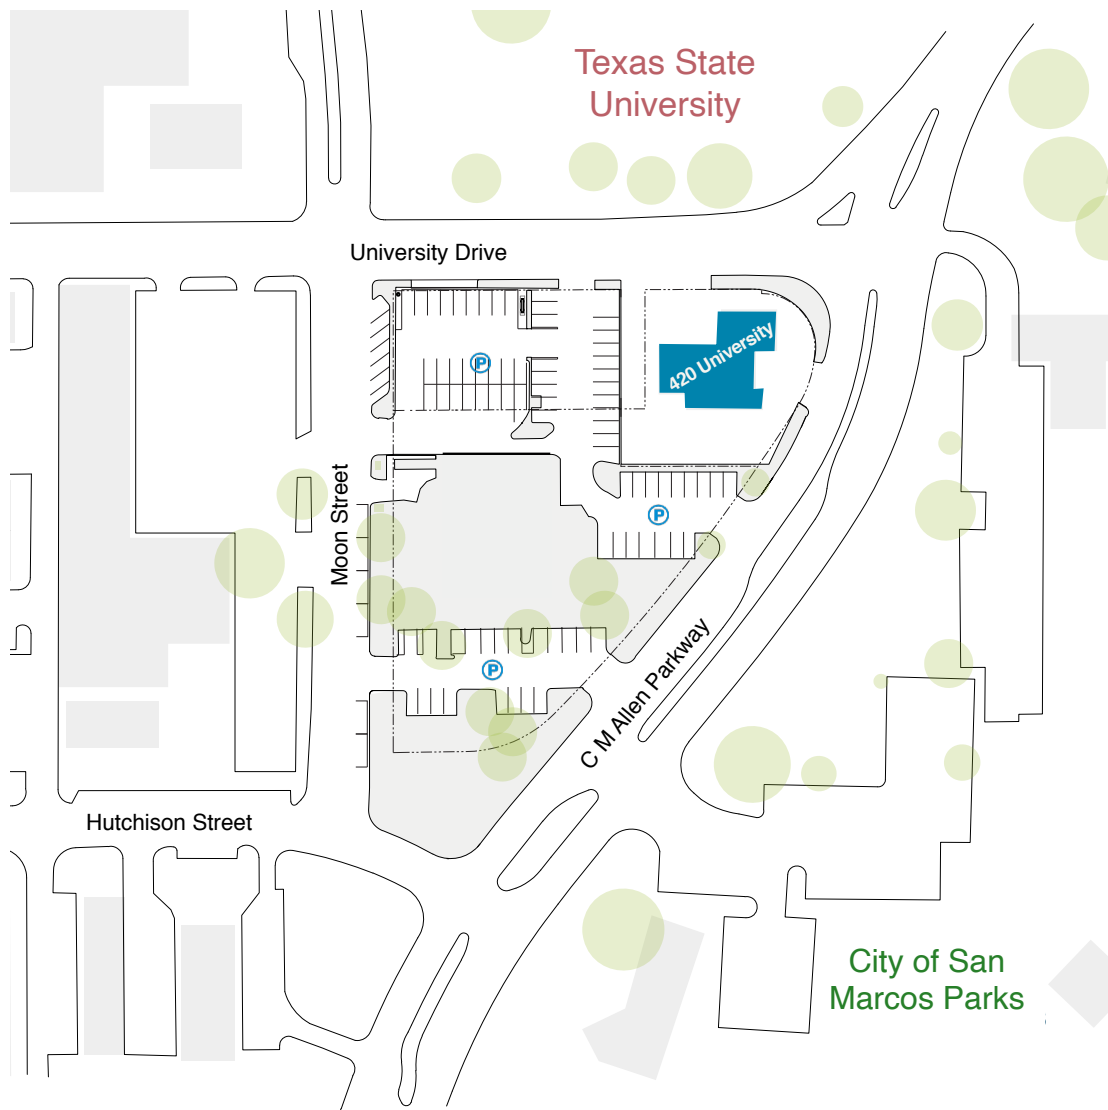 Texas State
University
University Drive
420 University
P
P
Moon Street
P
C M Allen Parkway
Hutchison Street
City of San
Marcos Parks